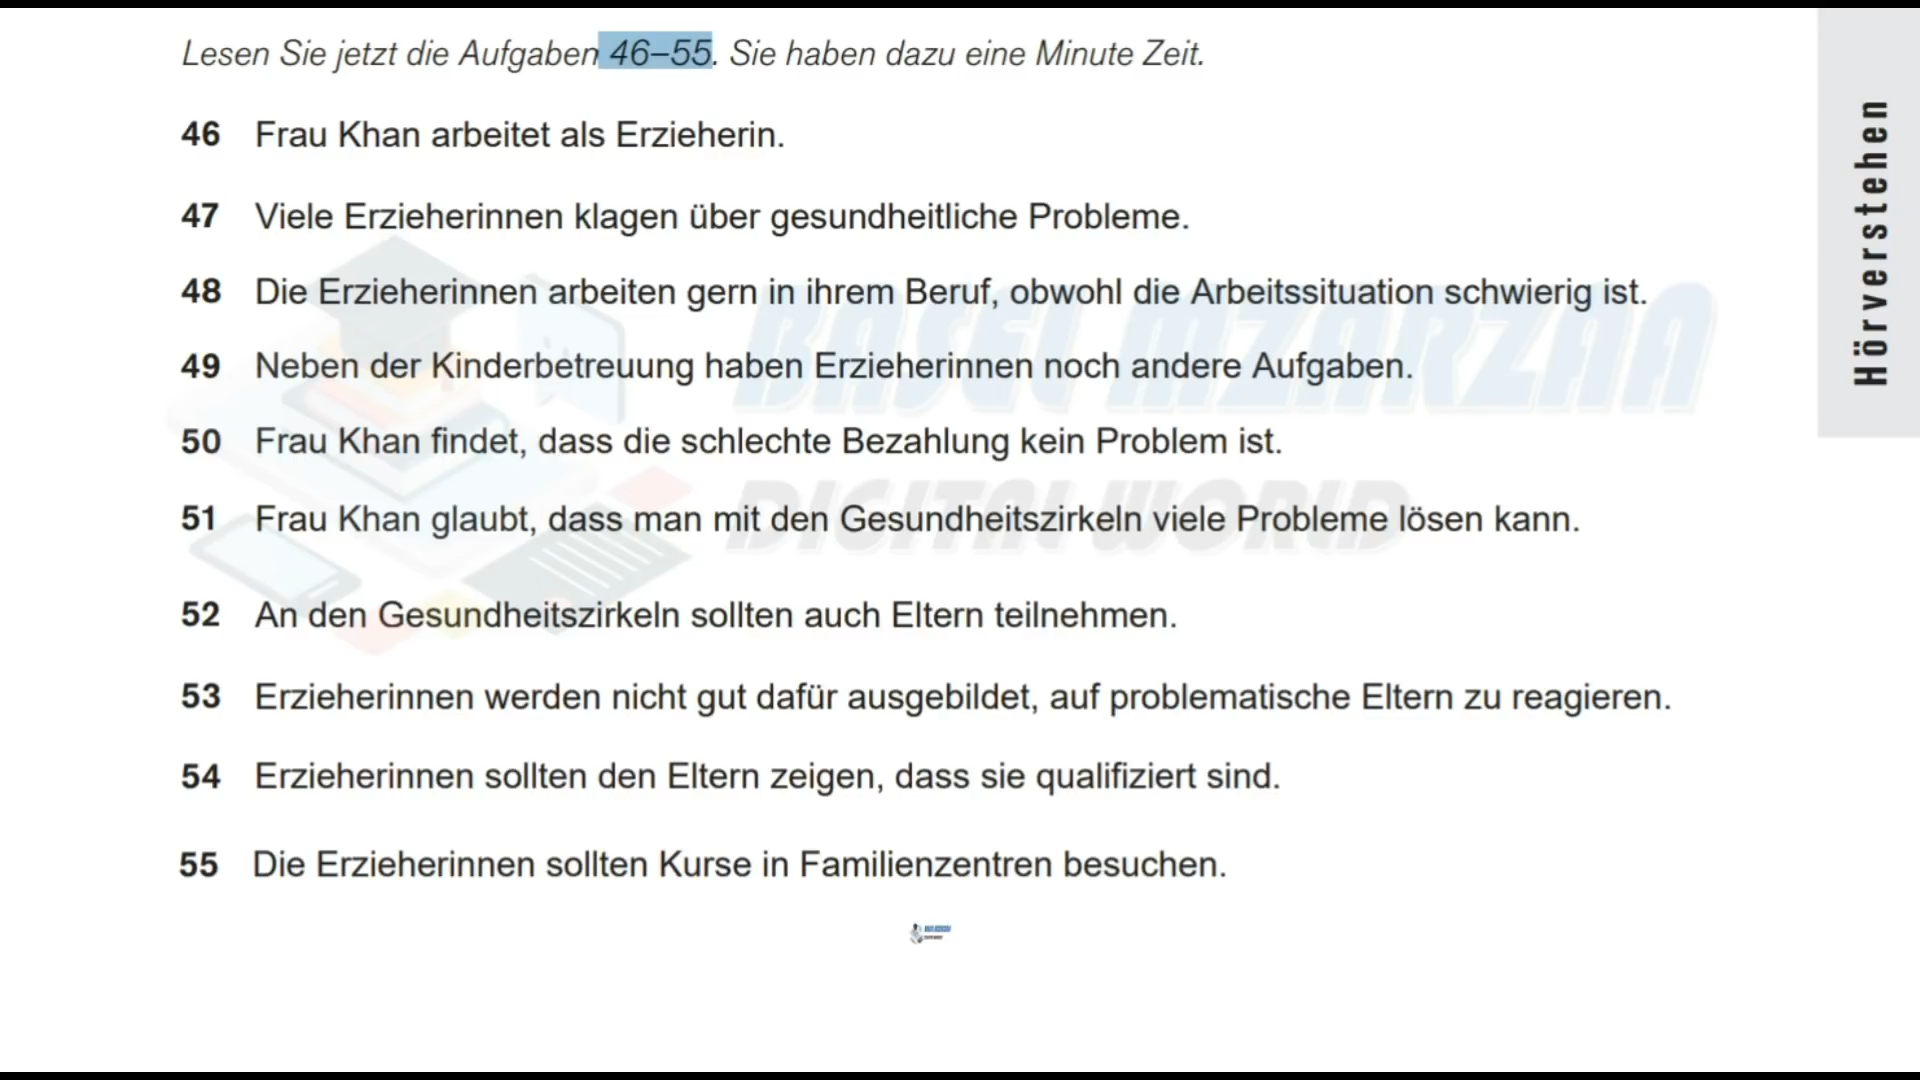 Lesen Sie jetzt die Aufgaben 46–55. Sie haben dazu eine Minute Zeit.
46 Frau Khan arbeitet als Erzieherin.
47 Viele Erzieherinnen klagen über gesundheitliche Probleme.
48 Die Erzieherinnen arbeiten gern in ihrem Beruf, obwohl die Arbeitssituation schwierig ist.
49 Neben der Kinderbetreuung haben Erzieherinnen noch andere Aufgaben.
50 Frau Khan findet, dass die schlechte Bezahlung kein Problem ist.
51 Frau Khan glaubt, dass man mit den Gesundheitszirkeln viele Probleme lösen kann.
52 An den Gesundheitszirkeln sollten auch Eltern teilnehmen.
53 Erzieherinnen werden nicht gut dafür ausgebildet, auf problematische Eltern zu reagieren.
54 Erzieherinnen sollten den Eltern zeigen, dass sie qualifiziert sind.
55 Die Erzieherinnen sollten Kurse in Familienzentren besuchen.
Hörverstehen
BASEL MZARZAA
DIGITAL WORLD